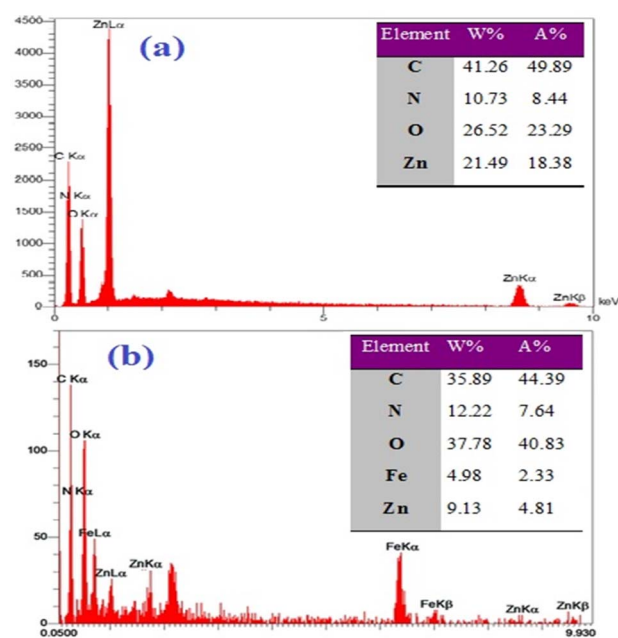 4500
4000
3500
3000
2500
2000
1500
1000
500
0
ZnLα
(a)
C Kα
N Kα
O Kα
ZnKα
ZnKβ
0 5 10
keV
Element W% A%
C 41.26 49.89
N 10.73 8.44
O 26.52 23.29
Zn 21.49 18.38
150
100
50
0
(b)
C Kα
O Kα
N Kα
FeLα
ZnLα
ZnKα
FeKα
FeKβ
ZnKα
ZnKβ
0.0500 9.930
Element W% A%
C 35.89 44.39
N 12.22 7.64
O 37.78 40.83
Fe 4.98 2.33
Zn 9.13 4.81